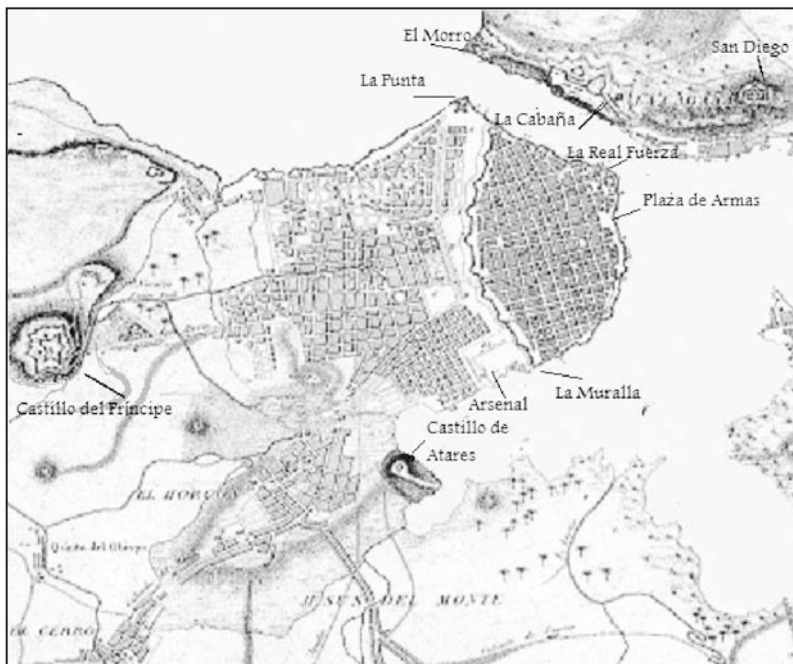 El Morro
San Diego
La Punta
La Cabaña
La Real Fuerza
Plaza de Armas
Castillo del Príncipe
Arsenal
La Muralla
Castillo de
Atares
EL HORCON
Quinta del Obispo
JESUS DEL MONTE
EL CERRO